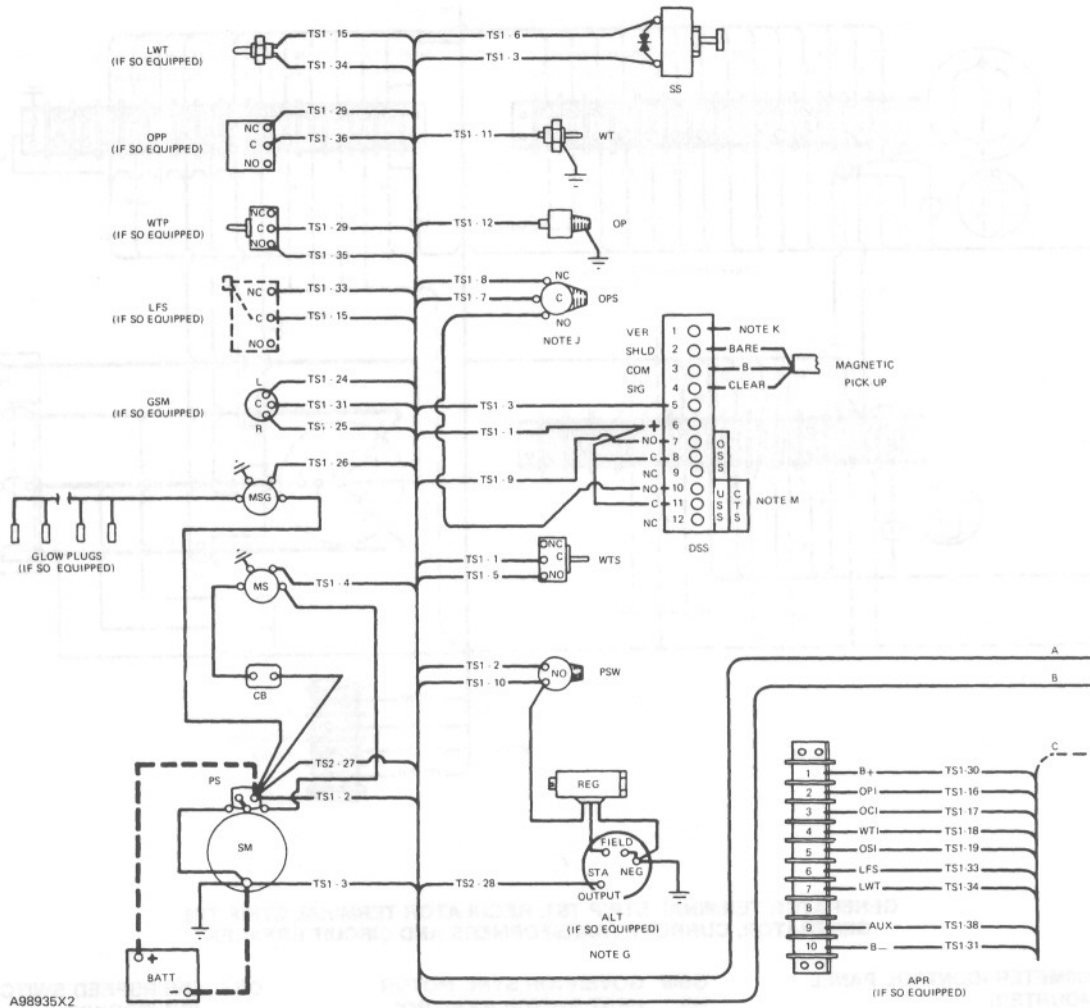 LWT
(IF SO EQUIPPED)
TS1 - 15
TS1 - 34
TS1 - 6
TS1 - 3
SS
OPP
(IF SO EQUIPPED)
NC
C
NO
TS1 - 29
TS1 - 36
TS1 - 11
WT
WTP
(IF SO EQUIPPED)
NC
C
NO
TS1 - 29
TS1 - 35
TS1 - 12
OP
LFS
(IF SO EQUIPPED)
NC
C
NO
TS1 - 33
TS1 - 15
TS1 - 8
TS1 - 7
NC
C
NO
OPS
NOTE J
GSM
(IF SO EQUIPPED)
L
C
R
TS1 - 24
TS1 - 31
TS1 - 25
TS1 - 3
TS1 - 1
TS1 - 9
VER 1 NOTE K
SHLD 2 BARE
COM 3 B
SIG 4 CLEAR
MAGNETIC
PICK UP
5
+ 6
NO 7
C 8
NC 9
NO 10
C 11
NC 12
OSS
USS
CTS
NOTE M
DSS
MSG
TS1 - 26
GLOW PLUGS
(IF SO EQUIPPED)
MS
TS1 - 4
TS1 - 1
TS1 - 5
NC
C
NO
WTS
CB
TS1 - 2
TS1 - 10
NO
PSW
A
B
C
PS
TS2 - 27
TS1 - 2
SM
TS1 - 3
TS2 - 28
REG
FIELD
STA
NEG
OUTPUT
ALT
(IF SO EQUIPPED)
NOTE G
1 B+ TS1-30
2 OPI TS1-16
3 OCI TS1-17
4 WTI TS1-18
5 OSI TS1-19
6 LFS TS1-33
7 LWT TS1-34
8
9 AUX TS1-38
10 B— TS1-31
APR
(IF SO EQUIPPED)
+
BATT
-
A98935X2